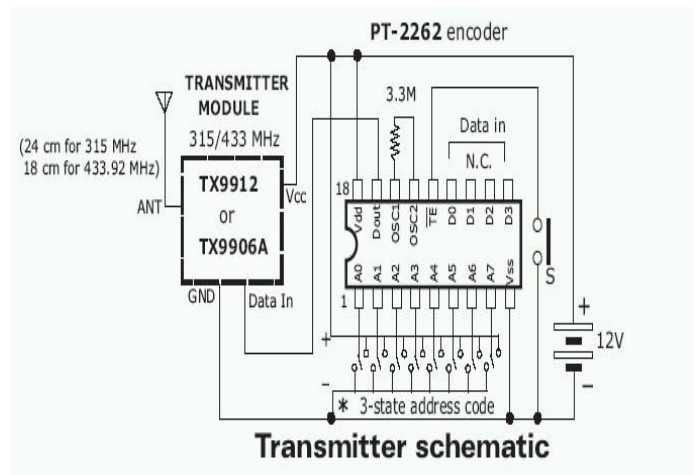 PT-2262 encoder
TRANSMITTER
MODULE
315/433 MHz
(24 cm for 315 MHz
18 cm for 433.92 MHz)
ANT
TX9912
or
TX9906A
Vcc
GND
Data In
3.3M
Data in
N.C.
18
Vdd
Dout
OSC1
OSC2
TE
D0
D1
D2
D3
A0
A1
A2
A3
A4
A5
A6
A7
Vss
1
S
+
12V
−
+
−
* 3-state address code
Transmitter schematic